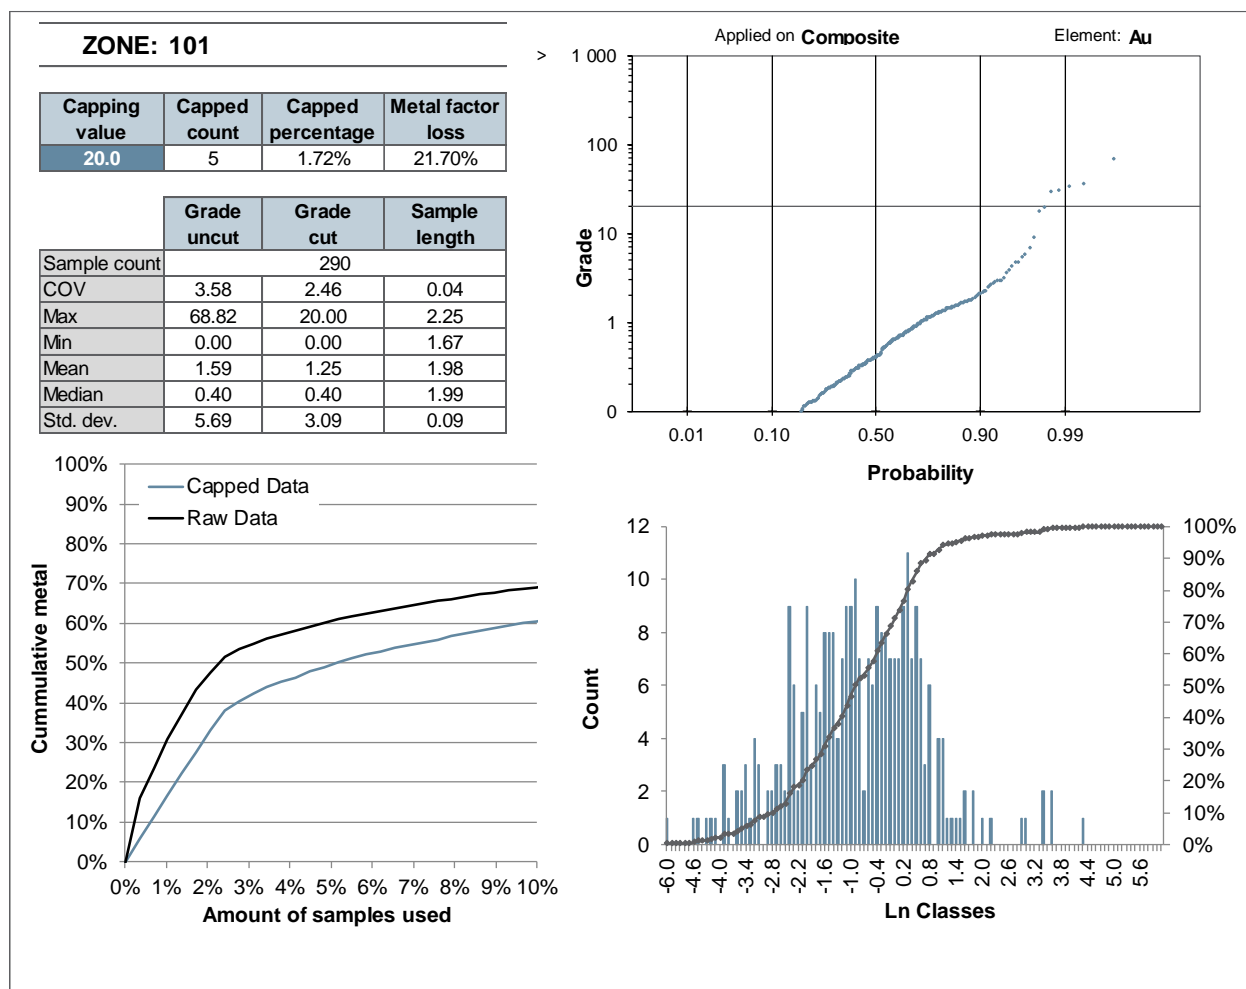 ZONE: 101
> Applied on Composite Element: Au
Capping value Capped count Capped percentage Metal factor loss
20.0 5 1.72% 21.70%
Grade uncut Grade cut Sample length
Sample count 290
COV 3.58 2.46 0.04
Max 68.82 20.00 2.25
Min 0.00 0.00 1.67
Mean 1.59 1.25 1.98
Median 0.40 0.40 1.99
Std. dev. 5.69 3.09 0.09
1 000
100
10
1
0
Grade
0.01 0.10 0.50 0.90 0.99
Probability
100%
90%
80%
70%
60%
50%
40%
30%
20%
10%
0%
Cummulative metal
Capped Data
Raw Data
0% 1% 2% 3% 4% 5% 6% 7% 8% 9% 10%
Amount of samples used
12
10
8
6
4
2
0
Count
100%
90%
80%
70%
60%
50%
40%
30%
20%
10%
0%
-6.0 -4.6 -4.0 -3.4 -2.8 -2.2 -1.6 -1.0 -0.4 0.2 0.8 1.4 2.0 2.6 3.2 3.8 4.4 5.0 5.6
Ln Classes